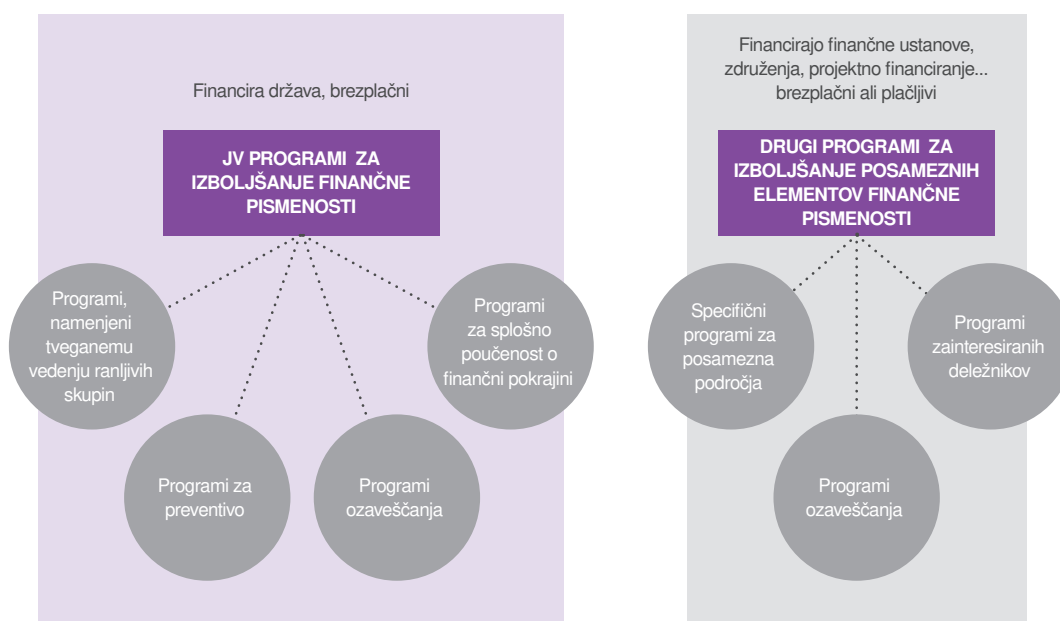 Financira država, brezplačni
JV PROGRAMI ZA
IZBOLJŠANJE FINANČNE
PISMENOSTI
Programi,
namenjeni
tveganemu
vedenju ranljivih
skupin
Programi za
preventivo
Programi
ozaveščanja
Programi
za splošno
poučenost o
finančni pokrajini
Financirajo finančne ustanove,
združenja, projektno financiranje...
brezplačni ali plačljivi
DRUGI PROGRAMI ZA
IZBOLJŠANJE POSAMEZNIH
ELEMENTOV FINANČNE
PISMENOSTI
Specifični
programi za
posamezna
področja
Programi
ozaveščanja
Programi
zainteresiranih
deležnikov